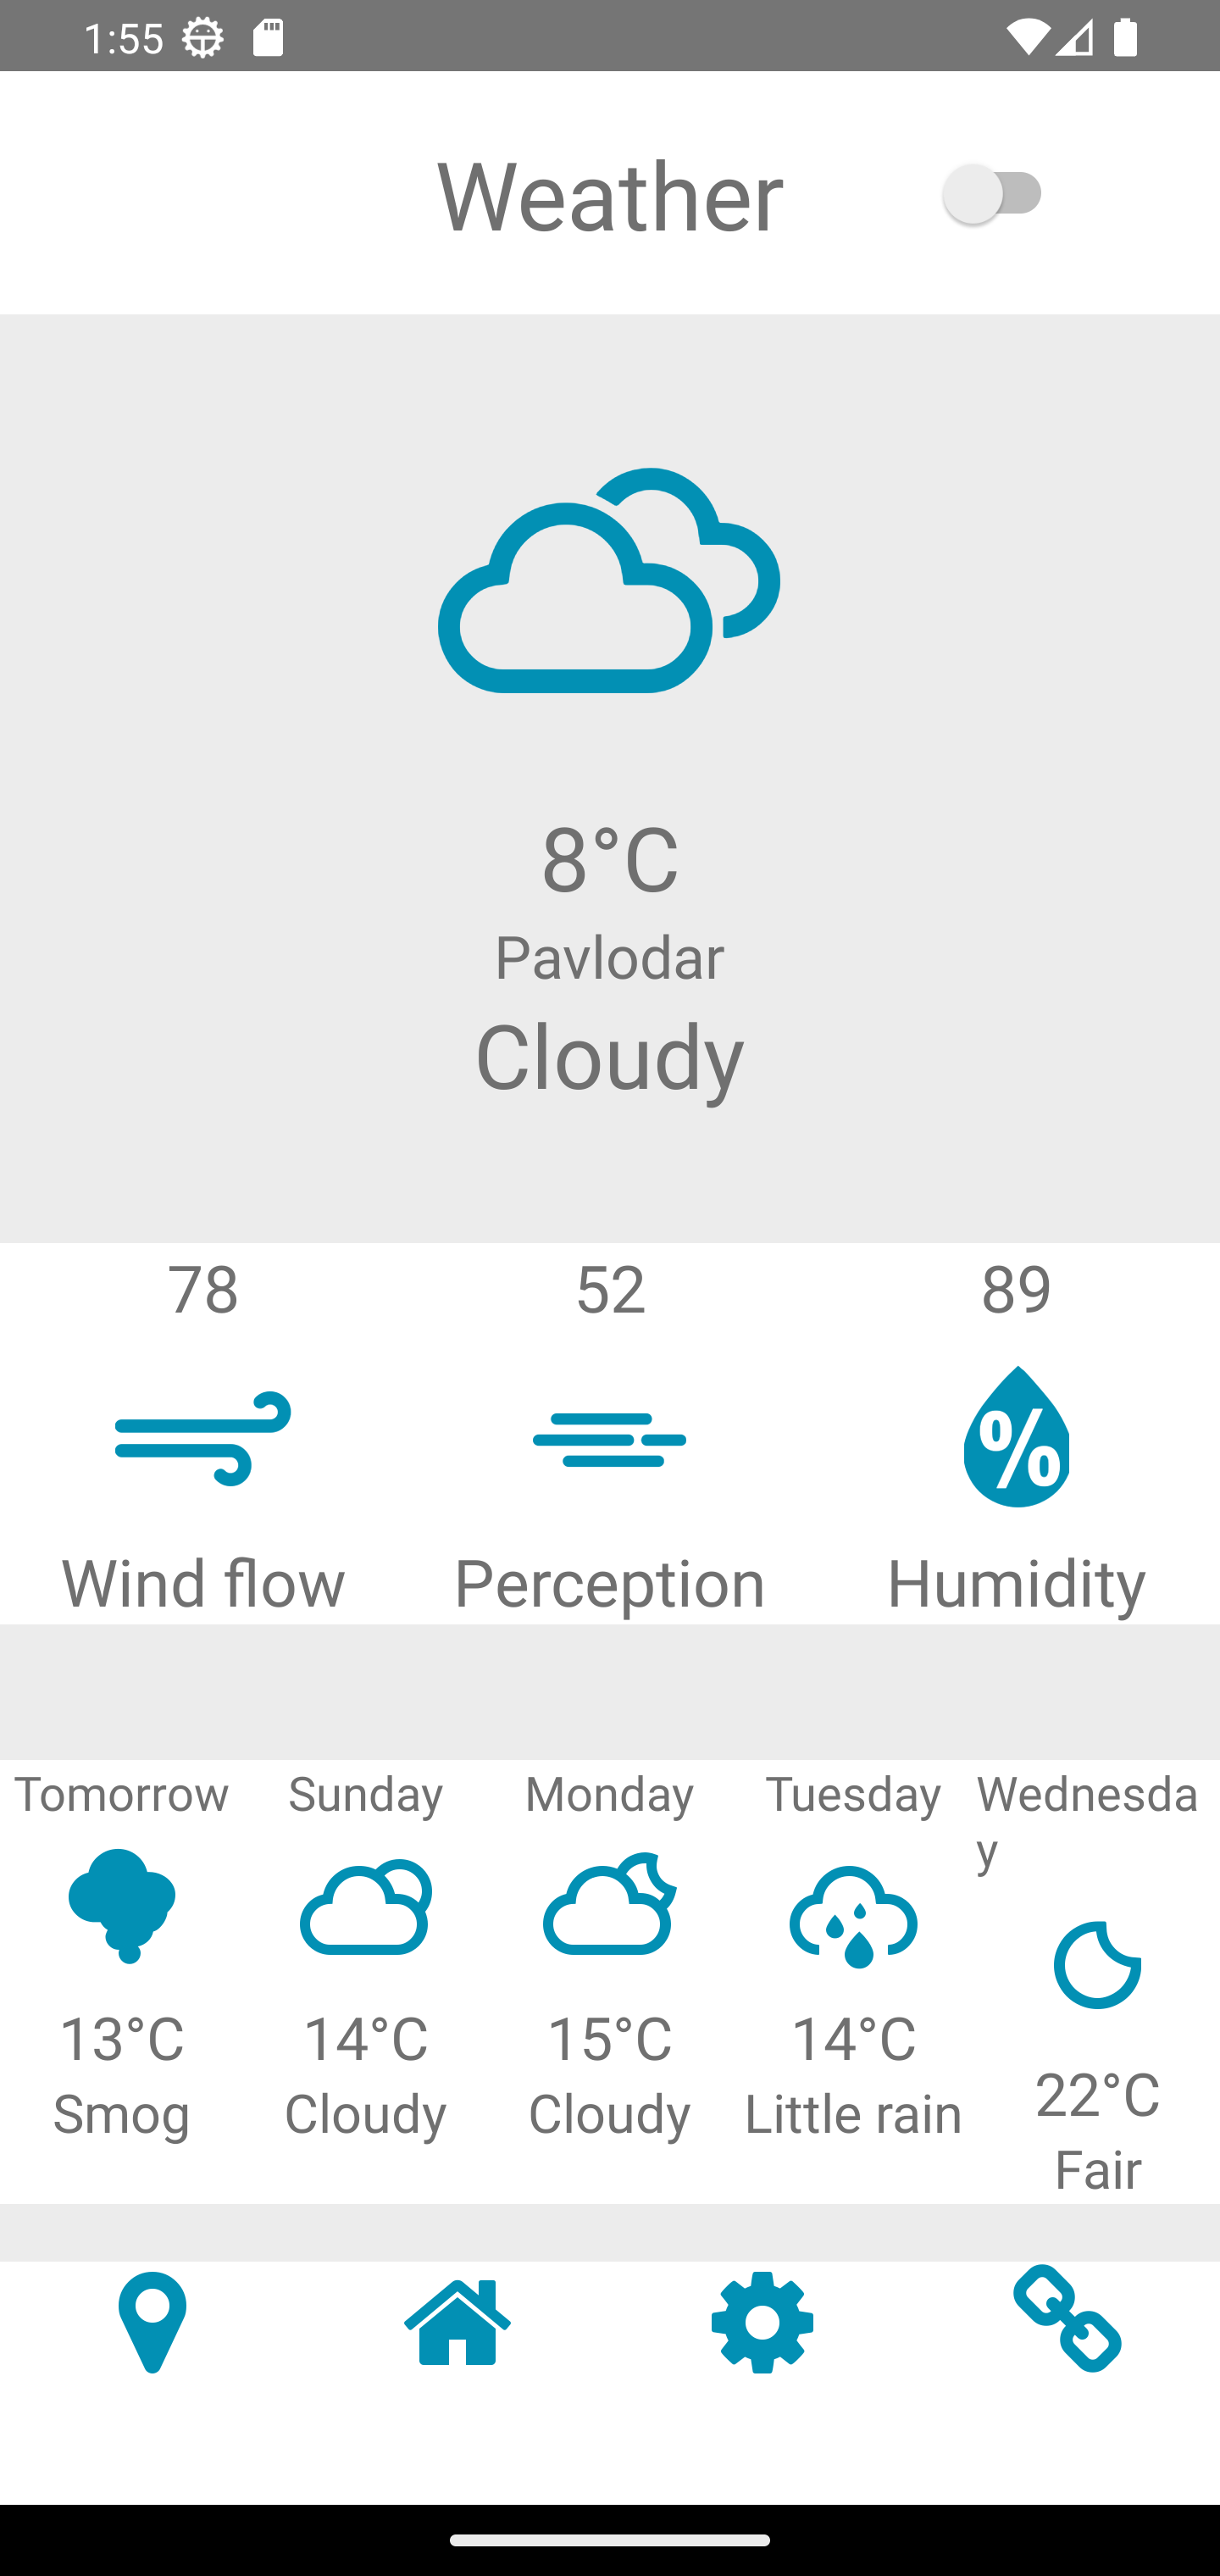 1:55
Weather
8°C
Pavlodar
Cloudy
78 52 89
%
Wind flow Perception Humidity
Tomorrow Sunday Monday Tuesday Wednesda
y
13°C 14°C 15°C 14°C 22°C
Smog Cloudy Cloudy Little rain Fair